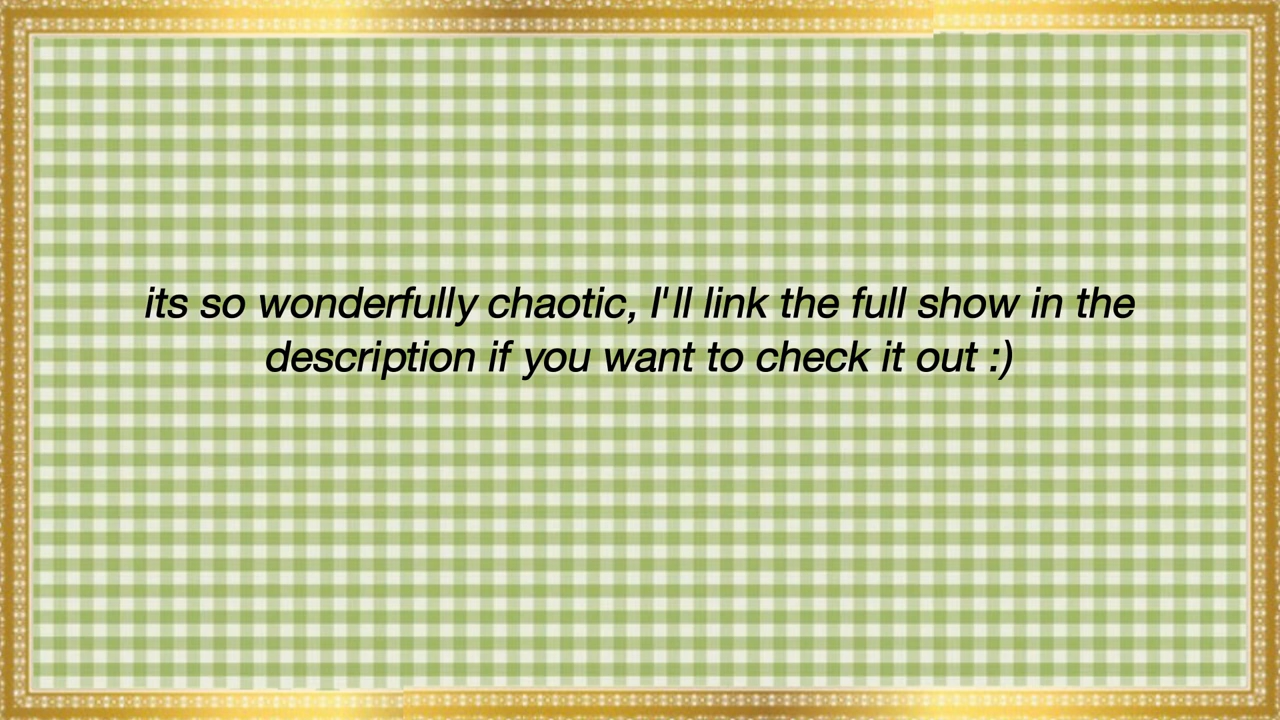 its so wonderfully chaotic, I'll link the full show in the
description if you want to check it out :)